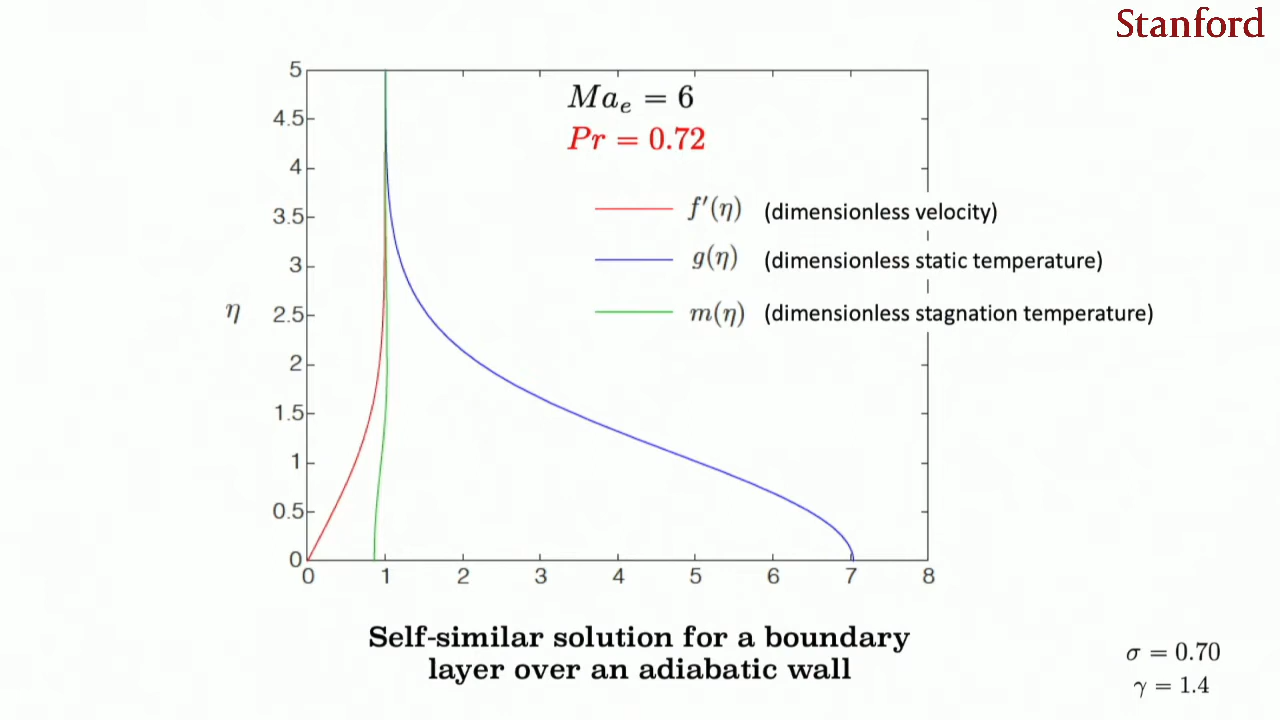 Stanford
5
4.5
4
3.5
3
2.5
2
1.5
1
0.5
0
η
Ma_e = 6
Pr = 0.72
f′(η) (dimensionless velocity)
g(η) (dimensionless static temperature)
m(η) (dimensionless stagnation temperature)
0 1 2 3 4 5 6 7 8
Self-similar solution for a boundary
layer over an adiabatic wall
σ = 0.70
γ = 1.4